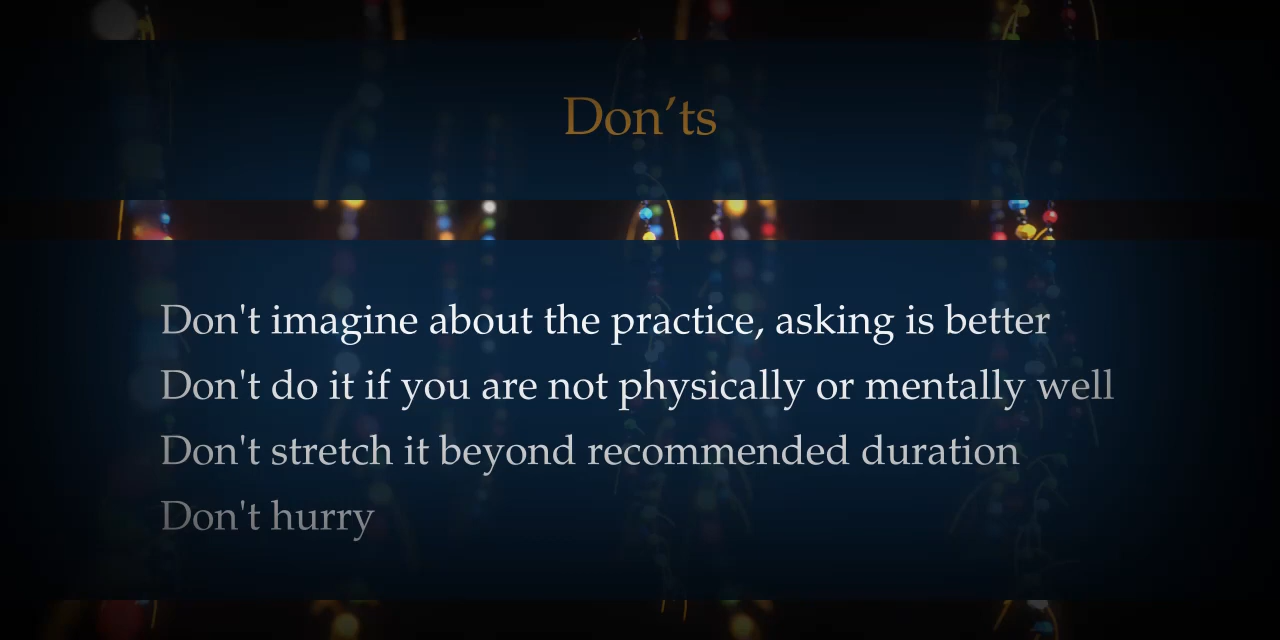 Don’ts
Don't imagine about the practice, asking is better
Don't do it if you are not physically or mentally well
Don't stretch it beyond recommended duration
Don't hurry